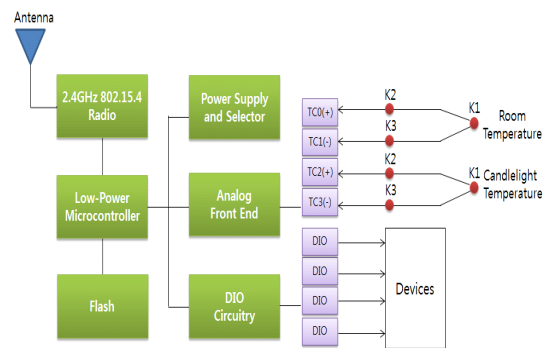 Antenna
2.4GHz 802.15.4
Radio
Power Supply
and Selector
Low-Power
Microcontroller
Analog
Front End
Flash
DIO
Circuitry
TC0(+)
TC1(-)
TC2(+)
TC3(-)
K2
K3
K1
Room
Temperature
K2
K3
K1
Candlelight
Temperature
DIO
DIO
DIO
DIO
Devices